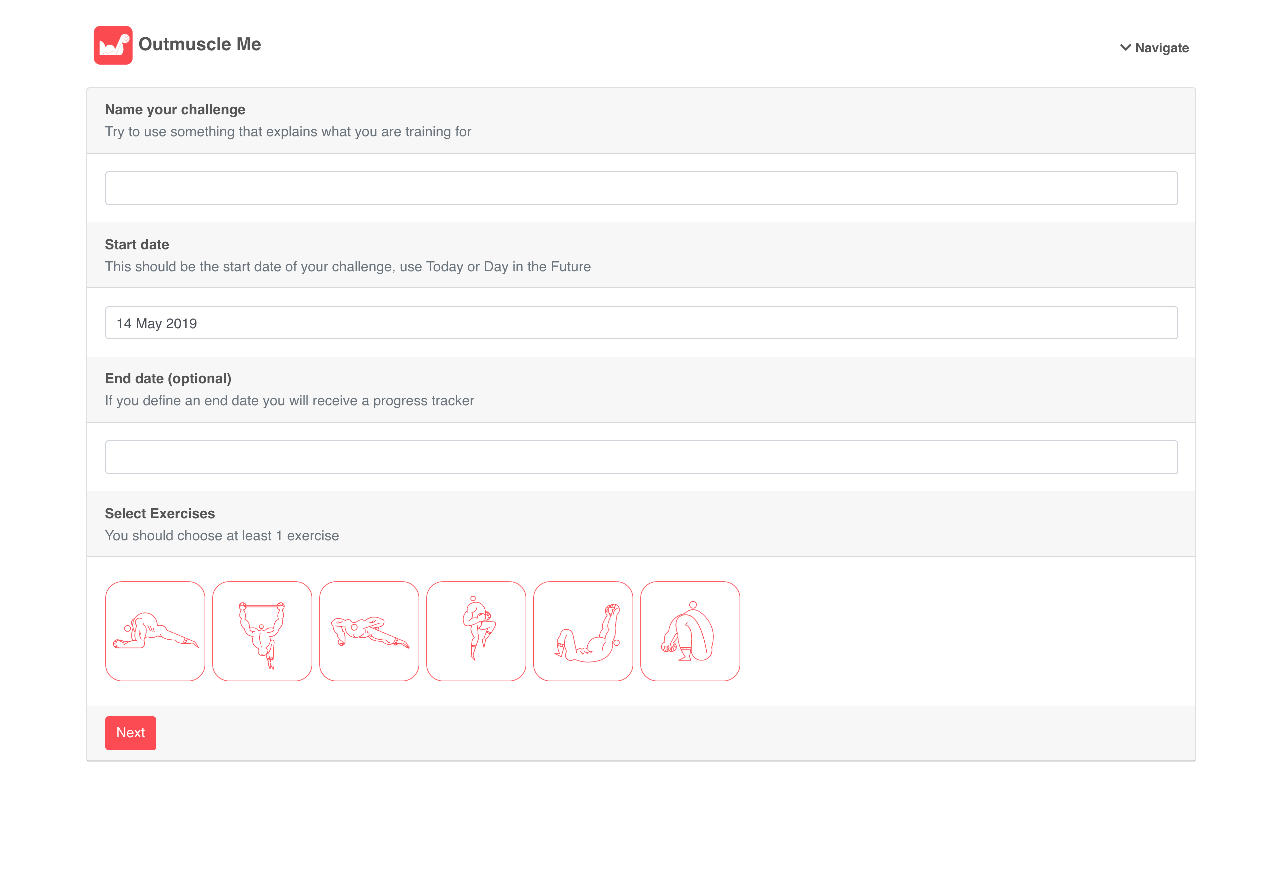 Outmuscle Me
Navigate
Name your challenge
Try to use something that explains what you are training for
Start date
This should be the start date of your challenge, use Today or Day in the Future
14 May 2019
End date (optional)
If you define an end date you will receive a progress tracker
Select Exercises
You should choose at least 1 exercise
Next